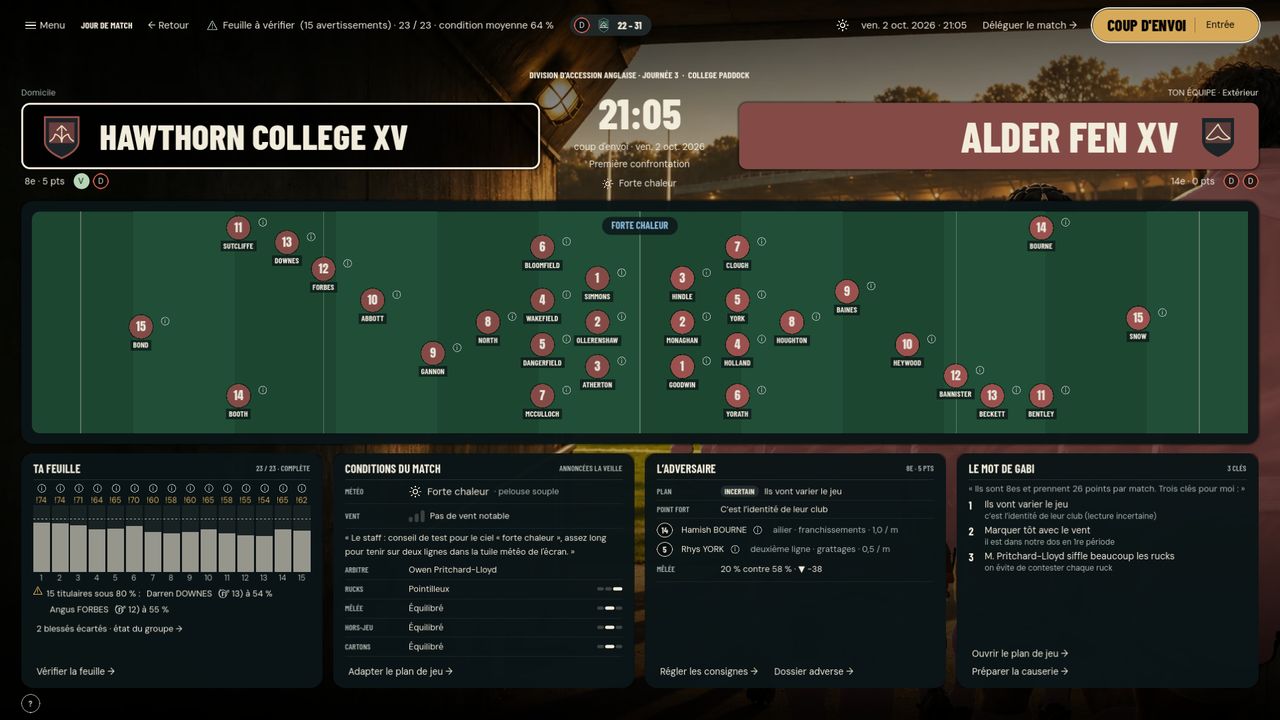 Menu
JOUR DE MATCH
← Retour
Feuille à vérifier (15 avertissements) · 23 / 23 · condition moyenne 64 %
D 22 – 31
ven. 2 oct. 2026 · 21:05
Déléguer le match →
COUP D'ENVOI Entrée
DIVISION D'ACCESSION ANGLAISE · JOURNÉE 3 · COLLEGE PADDOCK
Domicile
TON ÉQUIPE · Extérieur
HAWTHORN COLLEGE XV
21:05
ALDER FEN XV
coup d'envoi · ven. 2 oct. 2026
Première confrontation
Forte chaleur
8e · 5 pts V D
14e · 0 pts D D
FORTE CHALEUR
11 SUTCLIFFE
13 DOWNES
12 FORBES
10 ABBOTT
15 BOND
9 GANNON
14 BOOTH
8 NORTH
6 BLOOMFIELD
4 WAKEFIELD
5 DANGERFIELD
7 MCCULLOCH
1 SIMMONS
2 OLLERENSHAW
3 ATHERTON
3 HINDLE
2 MONAGHAN
1 GOODWIN
7 CLOUGH
5 YORK
4 HOLLAND
6 YORATH
8 HOUGHTON
9 BAINES
10 HEYWOOD
12 BANNISTER
13 BECKETT
11 BENTLEY
14 BOURNE
15 SNOW
TA FEUILLE
23 / 23 · COMPLÈTE
!74 !74 !71 !64 !65 !70 !60 !58 !60 !58 !55 !54 !65 !62
1 2 3 4 5 6 7 8 9 10 11 12 13 14 15
15 titulaires sous 80 % : Darren DOWNES 13) à 54 %
Angus FORBES 12) à 55 %
2 blessés écartés · état du groupe →
Vérifier la feuille →
CONDITIONS DU MATCH
ANNONCÉES LA VEILLE
MÉTÉO Forte chaleur · pelouse souple
VENT Pas de vent notable
« Le staff : conseil de test pour le ciel « forte chaleur », assez long
pour tenir sur deux lignes dans la tuile météo de l'écran. »
ARBITRE Owen Pritchard-Lloyd
RUCKS Pointilleux
MÊLÉE Équilibré
HORS-JEU Équilibré
CARTONS Équilibré
Adapter le plan de jeu →
L'ADVERSAIRE
8E · 5 PTS
PLAN INCERTAIN Ils vont varier le jeu
POINT FORT C'est l'identité de leur club
14 Hamish BOURNE ailier · franchissements · 1,0 / m
5 Rhys YORK deuxième ligne · grattages · 0,5 / m
MÊLÉE 20 % contre 58 % · ▼ −38
Régler les consignes →
Dossier adverse →
LE MOT DE GABI
3 CLÉS
« Ils sont 8es et prennent 26 points par match. Trois clés pour moi : »
1 Ils vont varier le jeu
c'est l'identité de leur club (lecture incertaine)
2 Marquer tôt avec le vent
il est dans notre dos en 1re période
3 M. Pritchard-Lloyd siffle beaucoup les rucks
on évite de contester chaque ruck
Ouvrir le plan de jeu →
Préparer la causerie →
?